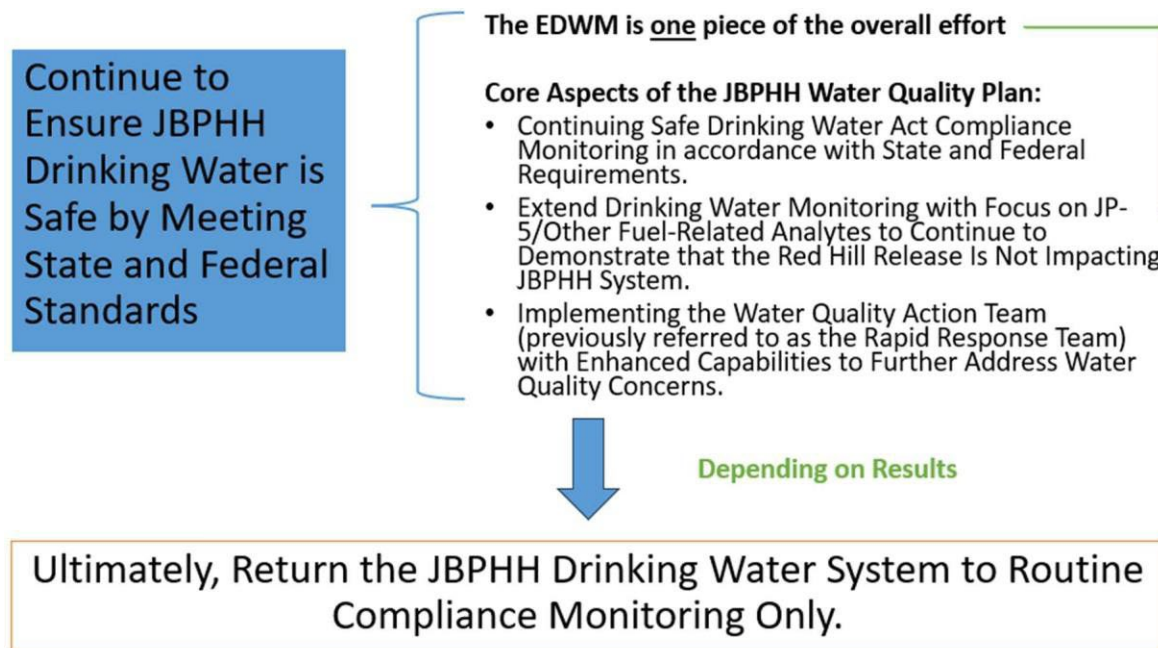 Continue to
Ensure JBPHH
Drinking Water is
Safe by Meeting
State and Federal
Standards
The EDWM is one piece of the overall effort
Core Aspects of the JBPHH Water Quality Plan:
• Continuing Safe Drinking Water Act Compliance
Monitoring in accordance with State and Federal
Requirements.
• Extend Drinking Water Monitoring with Focus on JP-
5/Other Fuel-Related Analytes to Continue to
Demonstrate that the Red Hill Release Is Not Impacting
JBPHH System.
• Implementing the Water Quality Action Team
(previously referred to as the Rapid Response Team)
with Enhanced Capabilities to Further Address Water
Quality Concerns.
Depending on Results
Ultimately, Return the JBPHH Drinking Water System to Routine
Compliance Monitoring Only.